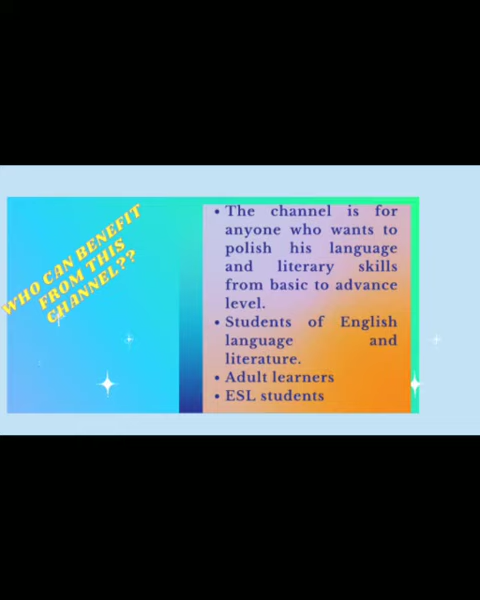 WHO CAN BENEFIT
FROM THIS
CHANNEL??
• The channel is for
anyone who wants to
polish his language
and literary skills
from basic to advance
level.
• Students of English
language and
literature.
• Adult learners
• ESL students